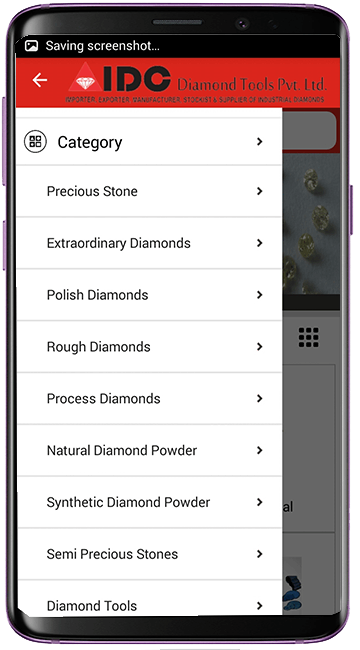 Saving screenshot...
IDC Diamond Tools Pvt. Ltd.
IMPORTER, EXPORTER, MANUFACTURER, STOCKIST & SUPPLIER OF INDUSTRIAL DIAMONDS
Category
Precious Stone
Extraordinary Diamonds
Polish Diamonds
Rough Diamonds
Process Diamonds
Natural Diamond Powder
Synthetic Diamond Powder
al
Semi Precious Stones
Diamond Tools